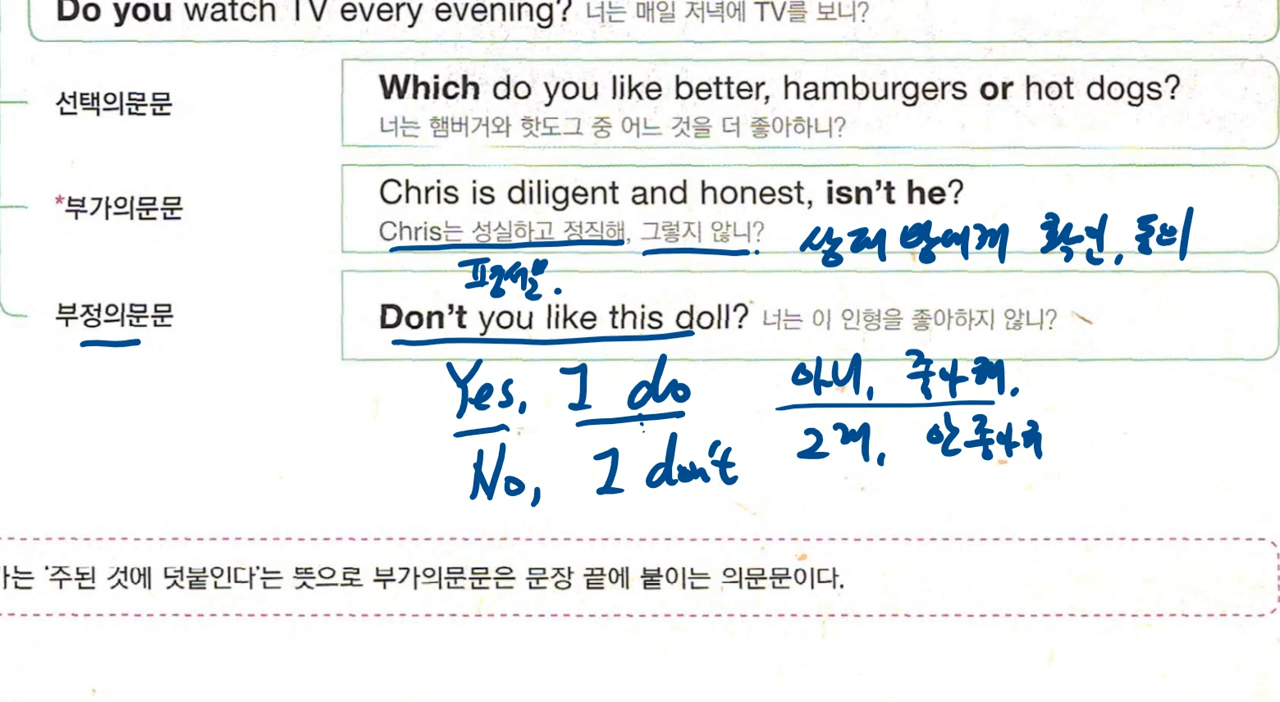 Do you watch TV every evening? 너는 매일 저녁에 TV를 보니?
선택의문문
Which do you like better, hamburgers or hot dogs?
너는 햄버거와 핫도그 중 어느 것을 더 좋아하니?
*부가의문문
Chris is diligent and honest, isn't he?
Chris는 성실하고 정직해, 그렇지 않니?
상대방에게 확인, 동의
평서문.
부정의문문
Don't you like this doll? 너는 이 인형을 좋아하지 않니?
Yes, I do 아니, 좋아해.
No, I don't 그래, 안좋아해
가는 '주된 것에 덧붙인다'는 뜻으로 부가의문문은 문장 끝에 붙이는 의문문이다.